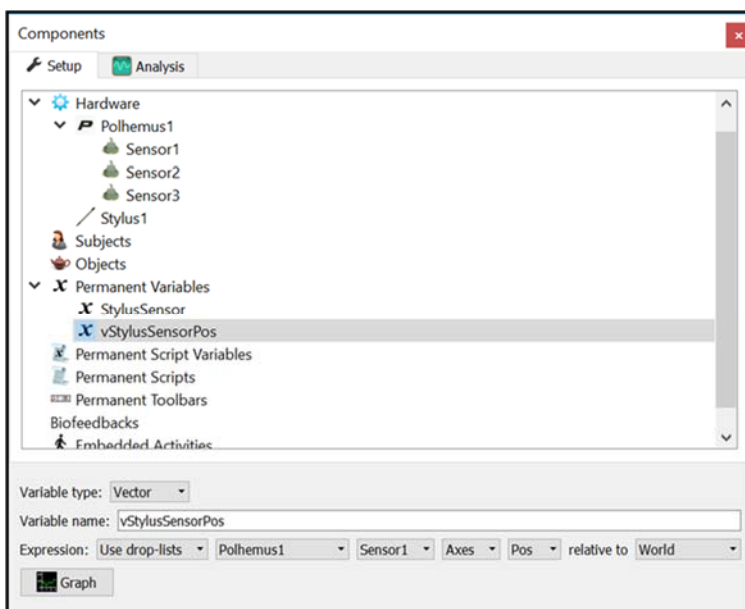 Components
Setup Analysis
Hardware
Polhemus1
Sensor1
Sensor2
Sensor3
Stylus1
Subjects
Objects
Permanent Variables
StylusSensor
vStylusSensorPos
Permanent Script Variables
Permanent Scripts
Permanent Toolbars
Biofeedbacks
Embedded Activities
Variable type: Vector
Variable name: vStylusSensorPos
Expression: Use drop-lists Polhemus1 Sensor1 Axes Pos relative to World
Graph